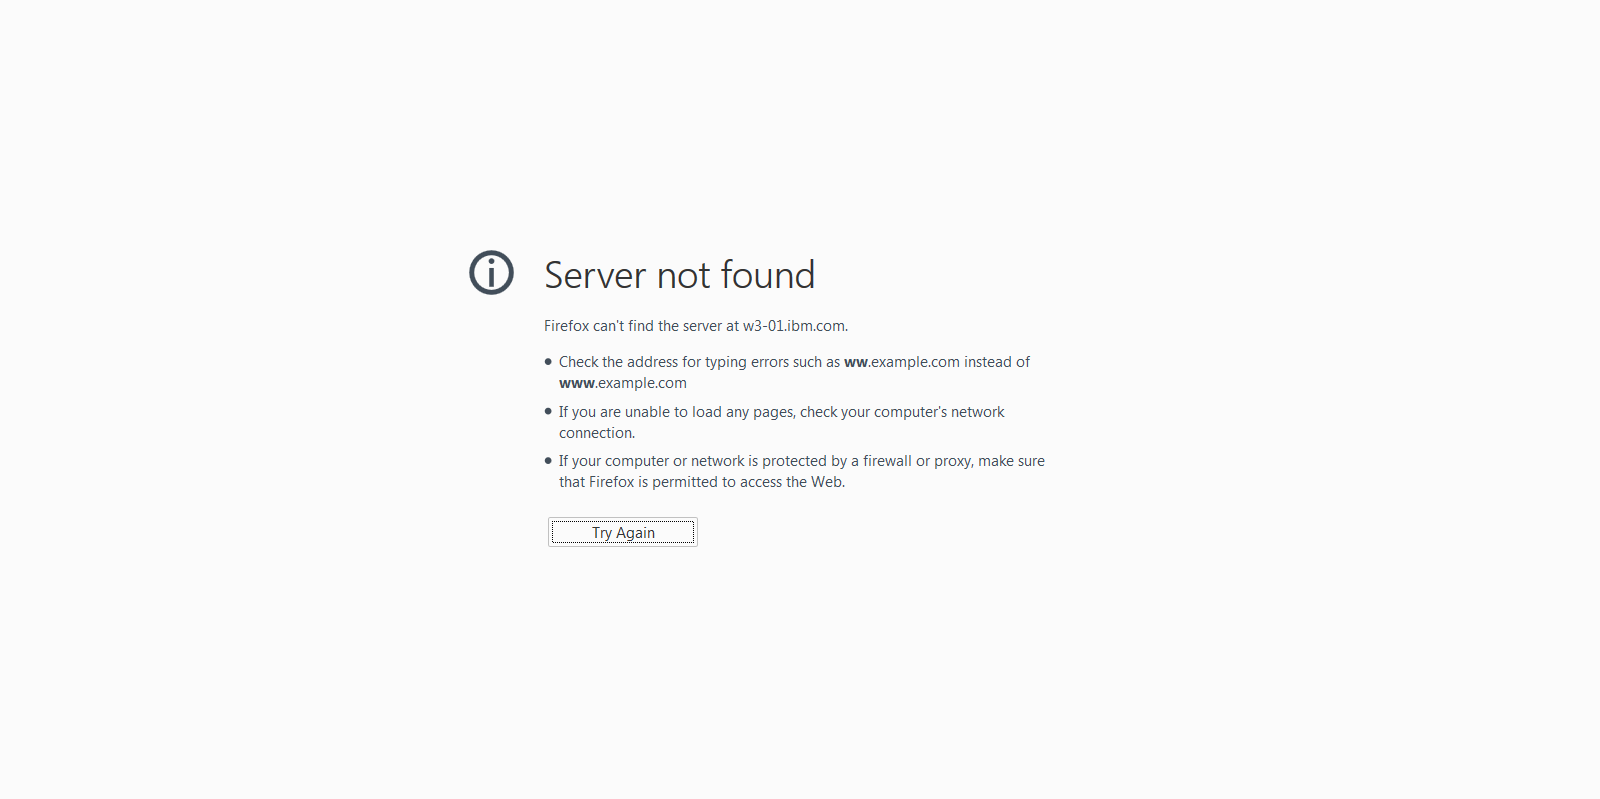 Server not found
Firefox can't find the server at w3-01.ibm.com.
• Check the address for typing errors such as ww.example.com instead of
www.example.com
• If you are unable to load any pages, check your computer's network
connection.
• If your computer or network is protected by a firewall or proxy, make sure
that Firefox is permitted to access the Web.
Try Again